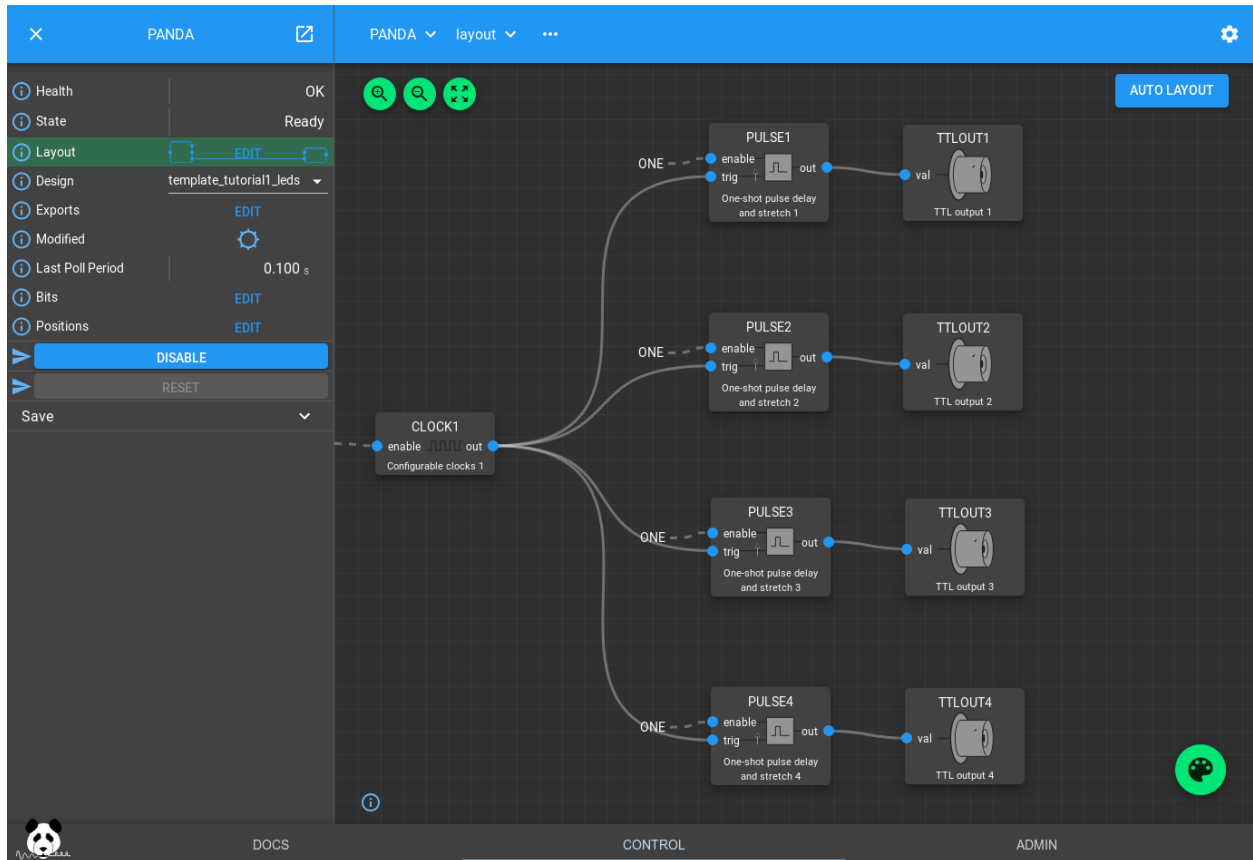 PANDA
PANDA layout
AUTO LAYOUT
Health OK
State Ready
Layout EDIT
Design template_tutorial1_leds
Exports EDIT
Modified
Last Poll Period 0.100 s
Bits EDIT
Positions EDIT
DISABLE
RESET
Save
CLOCK1
enable out
Configurable clocks 1
PULSE1
ONE enable
out
trig
One-shot pulse delay
and stretch 1
TTLOUT1
val
TTL output 1
PULSE2
ONE enable
out
trig
One-shot pulse delay
and stretch 2
TTLOUT2
val
TTL output 2
PULSE3
ONE enable
out
trig
One-shot pulse delay
and stretch 3
TTLOUT3
val
TTL output 3
PULSE4
ONE enable
out
trig
One-shot pulse delay
and stretch 4
TTLOUT4
val
TTL output 4
DOCS
CONTROL
ADMIN